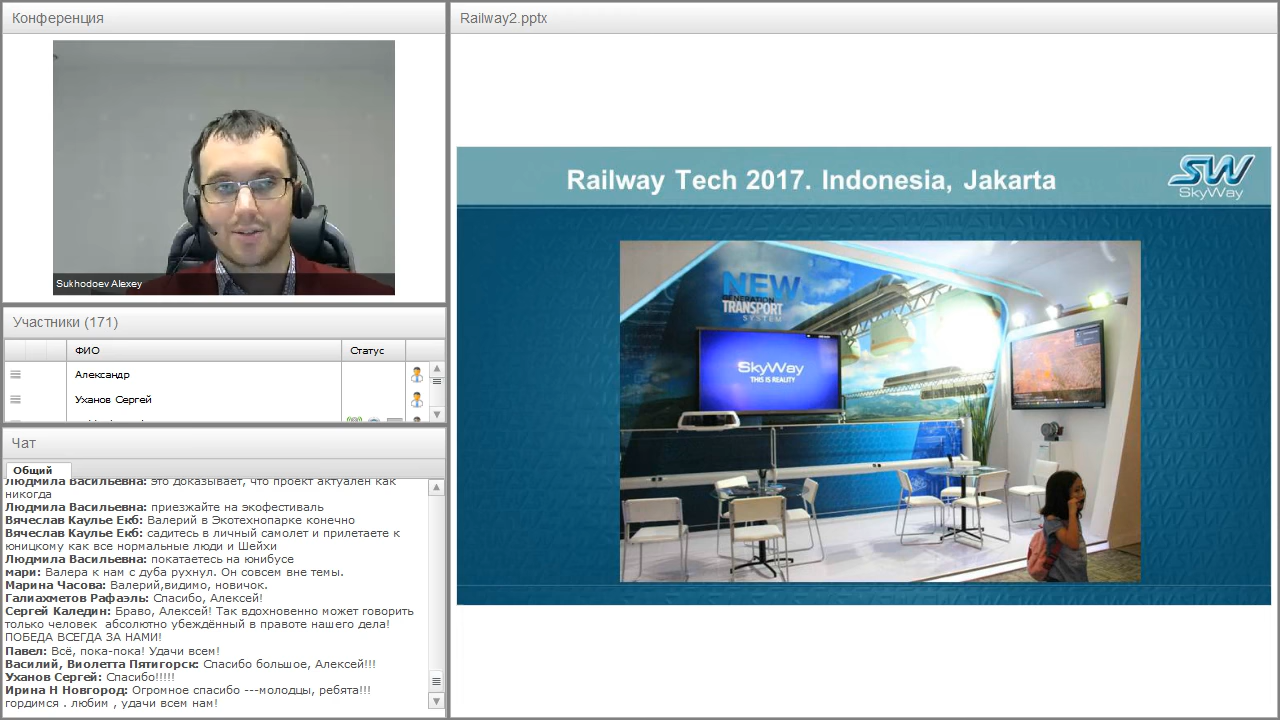 Конференция
Sukhodoev Alexey
Участники (171)
ФИО
Статус
Александр
Уханов Сергей
Чат
Общий
Людмила Васильевна: это доказывает, что проект актуален как
никогда
Людмила Васильевна: приезжайте на экофестиваль
Вячеслав Каулье Екб: Валерий в Экотехнопарке конечно
Вячеслав Каулье Екб: садитесь в личный самолет и прилетаете к
юницкому как все нормальные люди и Шейхи
Людмила Васильевна: покатаетесь на юнибусе
мари: Валера к нам с дуба рухнул. Он совсем вне темы.
Марина Часова: Валерий,видимо, новичок.
Галиахметов Рафаэль: Спасибо, Алексей!
Сергей Каледин: Браво, Алексей! Так вдохновенно может говорить
только человек  абсолютно убеждённый в правоте нашего дела!
ПОБЕДА ВСЕГДА ЗА НАМИ!
Павел: Всё, пока-пока! Удачи всем!
Василий, Виолетта Пятигорск: Спасибо большое, Алексей!!!
Уханов Сергей: Спасибо!!!!!
Ирина Н Новгород: Огромное спасибо ---молодцы, ребята!!!
гордимся . любим , удачи всем нам!
Railway2.pptx
Railway Tech 2017. Indonesia, Jakarta
SW
SkyWay
NEW
GENERATION
TRANSPORT
SYSTEM
SkyWay
THIS IS REALITY